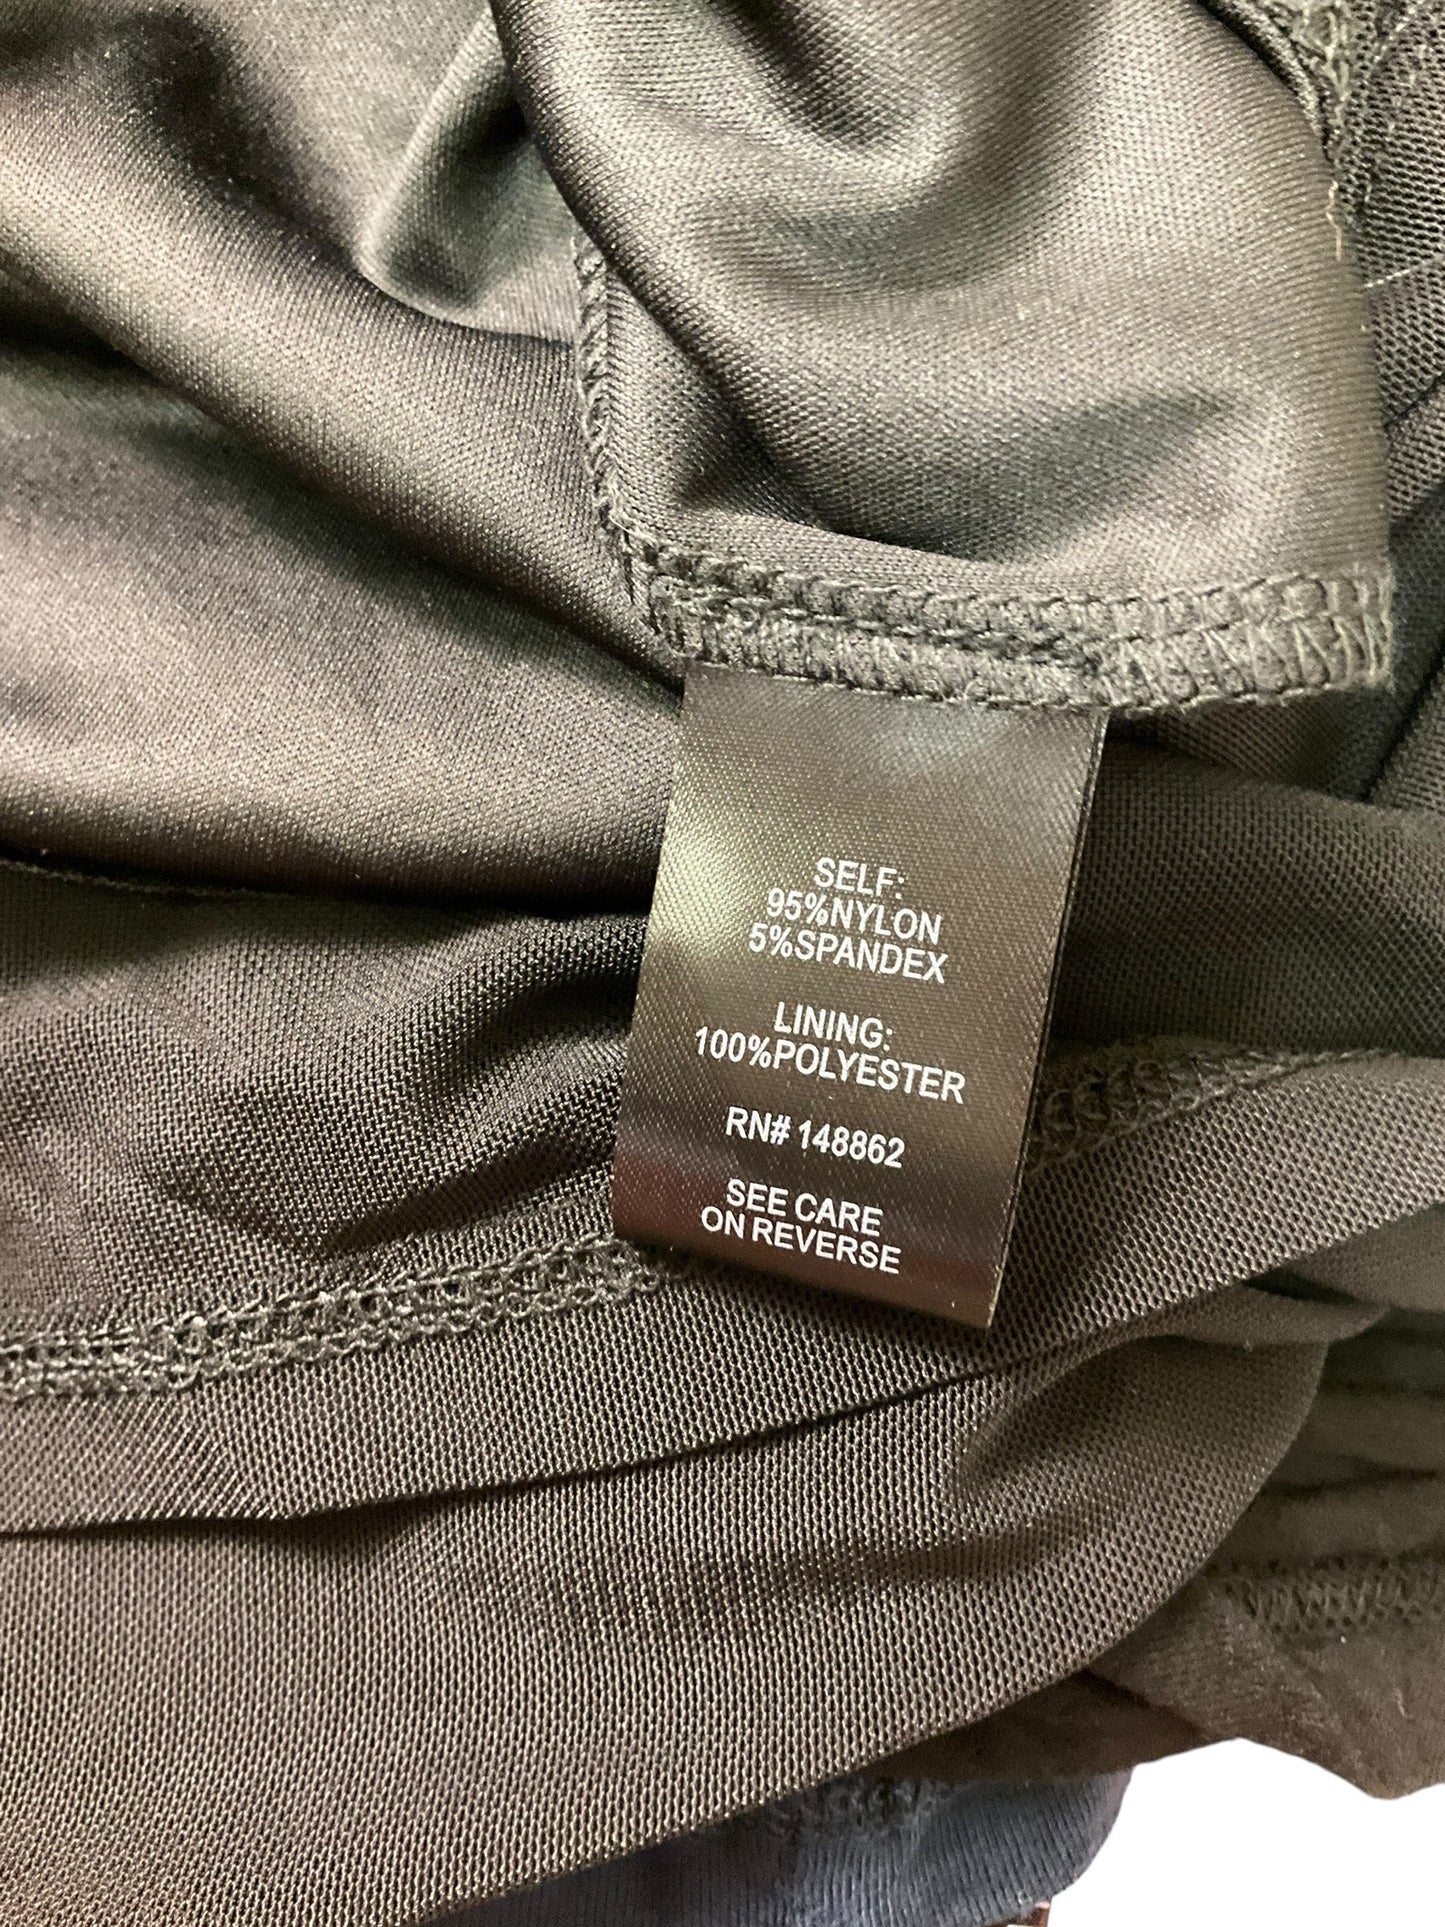 SELF:
95%NYLON
5%SPANDEX
LINING:
100%POLYESTER
RN# 148862
SEE CARE
ON REVERSE